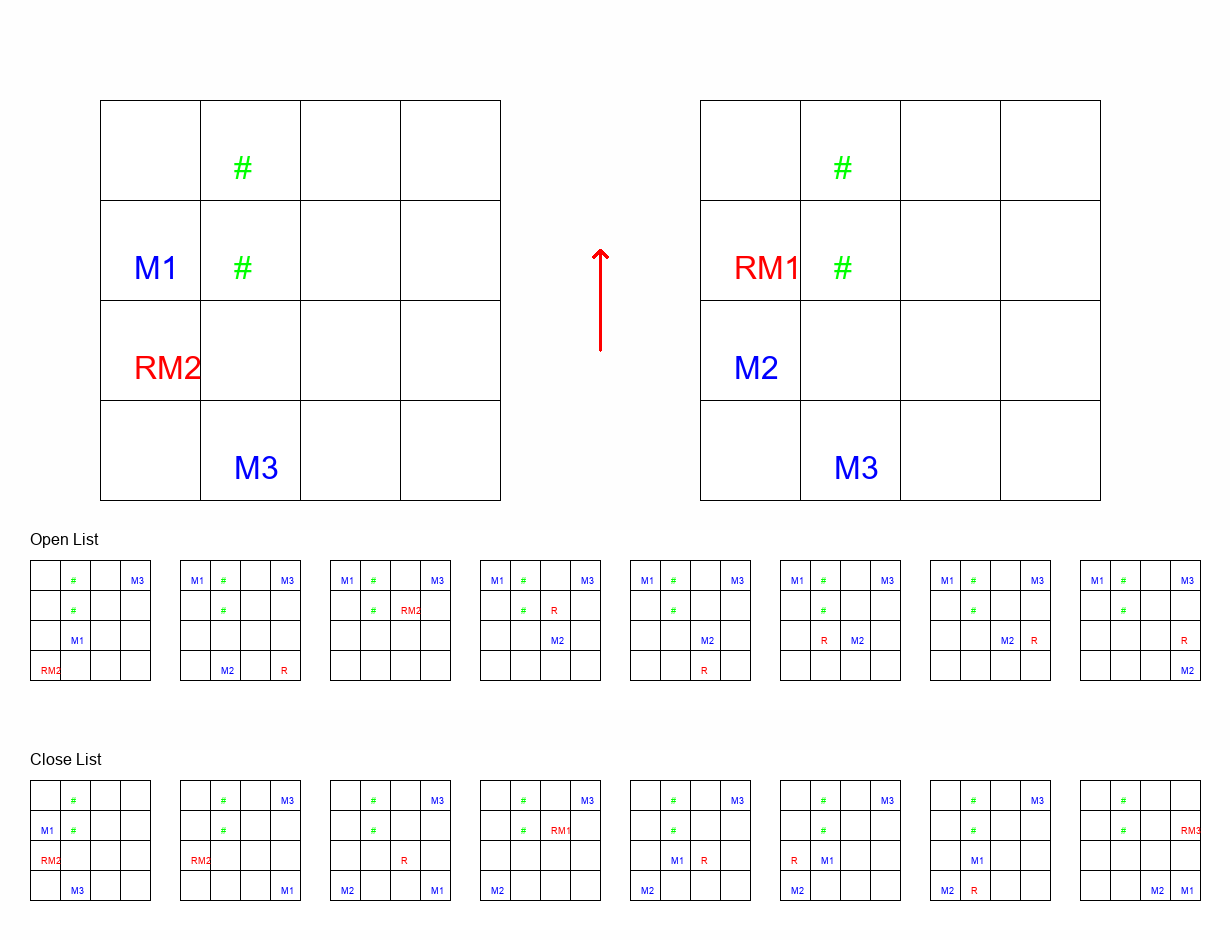 # #
M1 # RM1 #
RM2 M2
M3 M3
Open List
# M3 M1 # M3 M1 # M3 M1 # M3 M1 # M3 M1 # M3 M1 # M3 M1 # M3
# # # RM2 # R # # # #
M1 M2 M2 R M2 M2 R R
RM2 M2 R R M2
Close List
# # M3 # M3 # M3 # M3 # M3 # M3 #
M1 # # # # RM1 # # # # RM3
RM2 RM2 R M1 R R M1 M1
M3 M1 M2 M1 M2 M2 M2 M2 R M2 M1